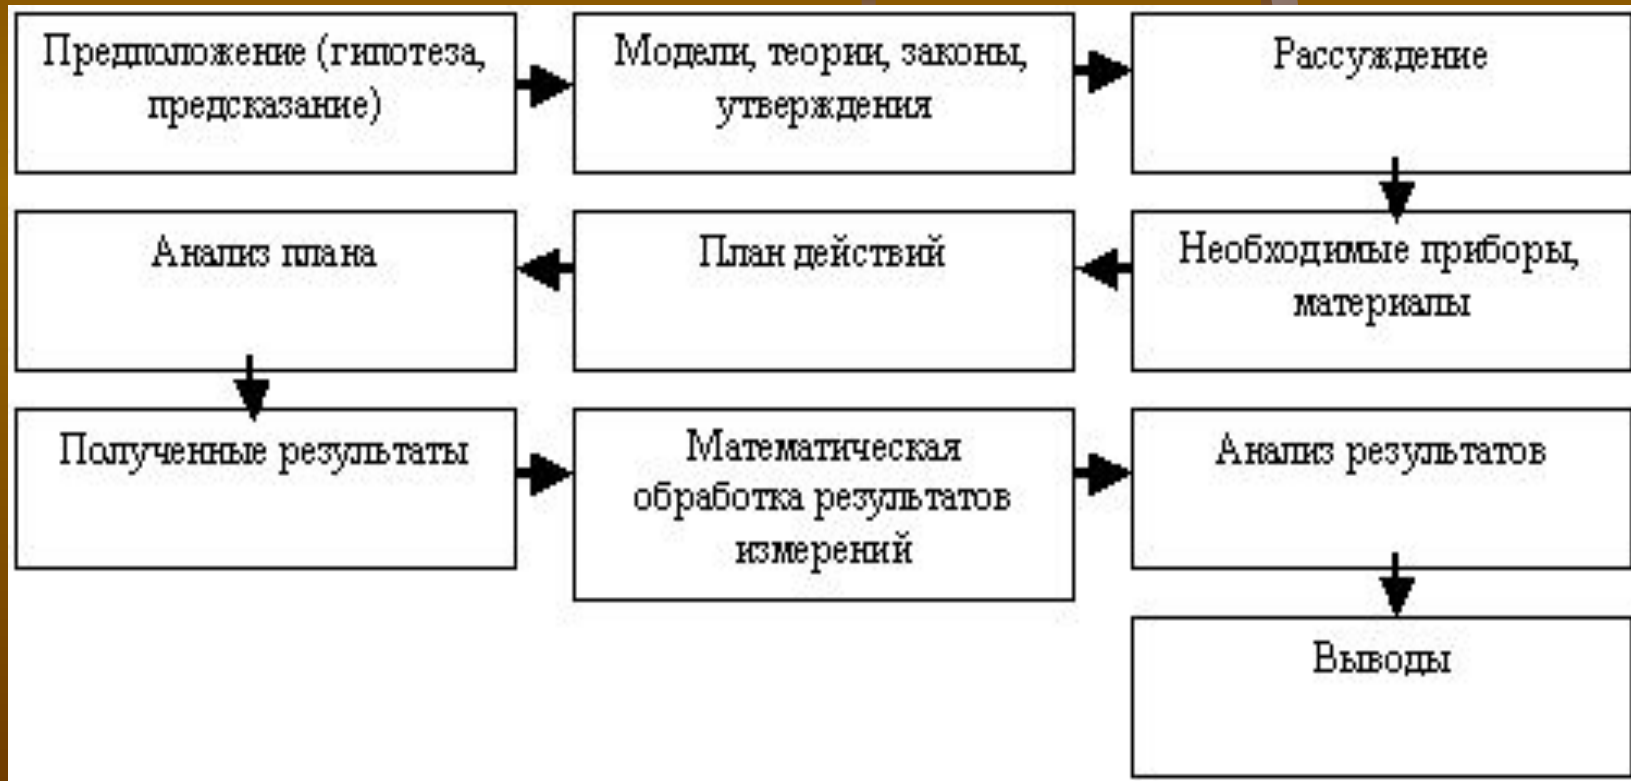 Предположение (гипотеза,
предсказание)
Модели, теории, законы,
утверждения
Рассуждение
Необходимые приборы,
материалы
План действий
Анализ плана
Полученные результаты
Математическая
обработка результатов
измерений
Анализ результатов
Выводы